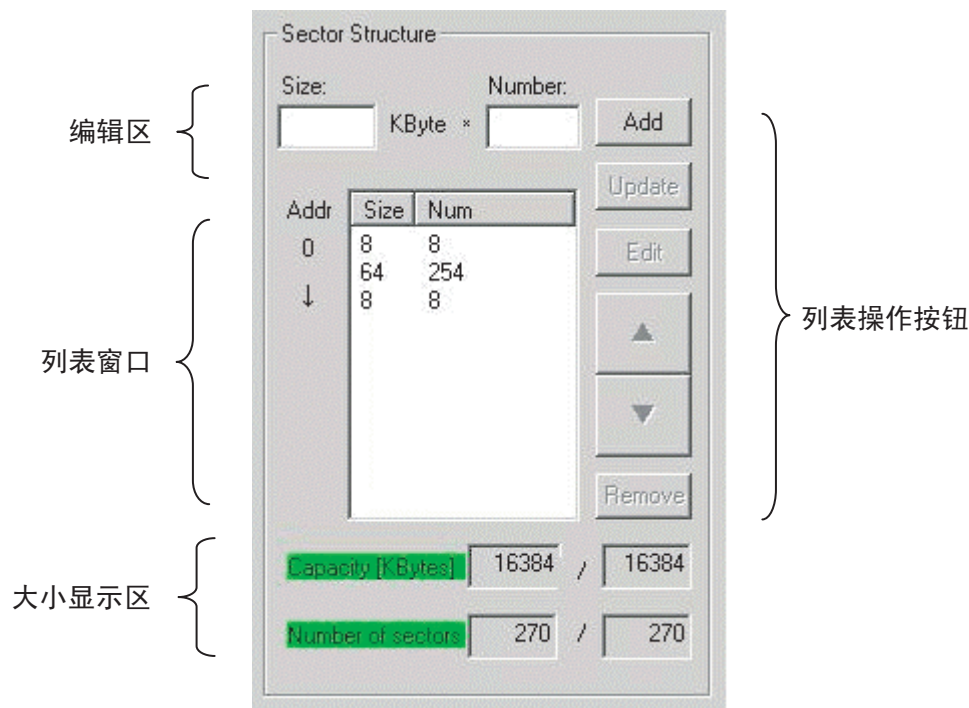 Sector Structure
Size: Number:
KByte × Add
编辑区
Update
Addr Size Num
0 8 8 Edit
64 254
↓ 8 8
列表操作按钮
▲
列表窗口
▼
Remove
Capacity [KBytes] 16384 / 16384
大小显示区
Number of sectors 270 / 270